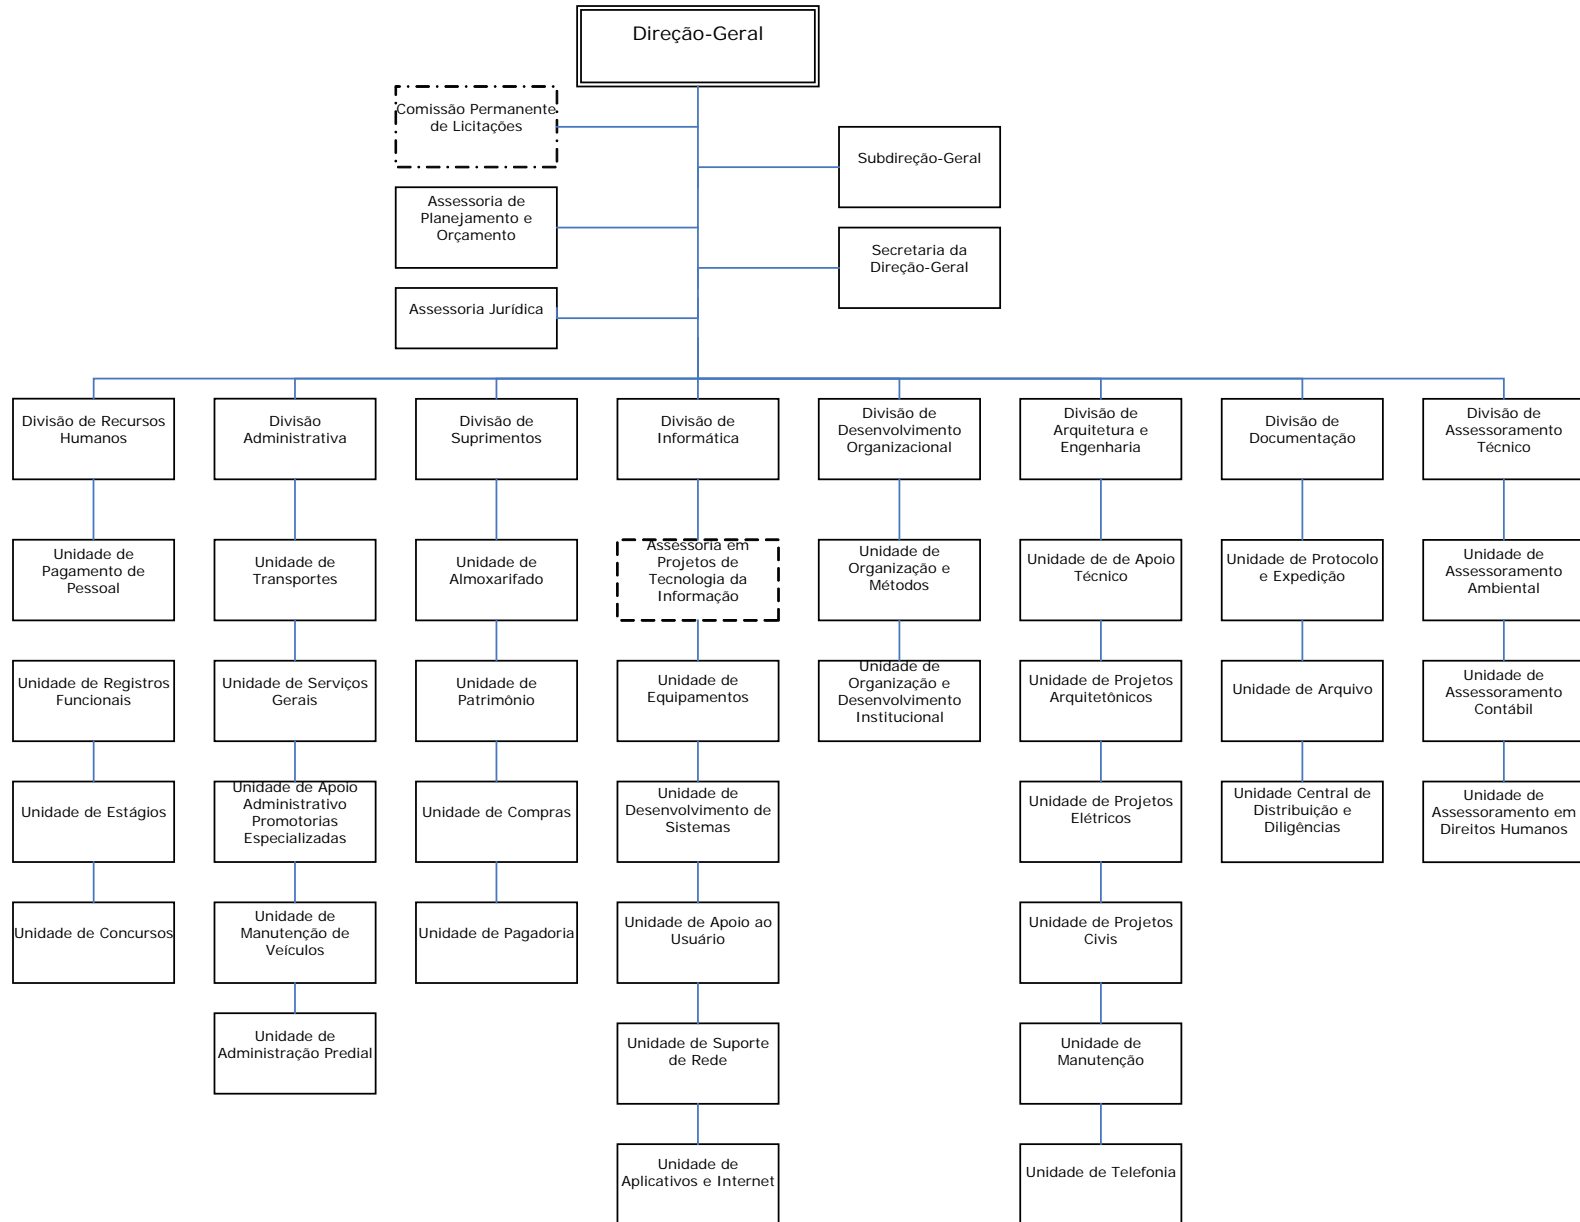 Direção-Geral
Comissão Permanente
de Licitações
Subdireção-Geral
Assessoria de
Planejamento e
Orçamento
Secretaria da
Direção-Geral
Assessoria Jurídica
Divisão de Recursos
Humanos
Divisão
Administrativa
Divisão de
Suprimentos
Divisão de
Informática
Divisão de
Desenvolvimento
Organizacional
Divisão de
Arquitetura e
Engenharia
Divisão de
Documentação
Divisão de
Assessoramento
Técnico
Unidade de
Pagamento de
Pessoal
Unidade de
Transportes
Unidade de
Almoxarifado
Assessoria em
Projetos de
Tecnologia da
Informação
Unidade de
Organização e
Métodos
Unidade de de Apoio
Técnico
Unidade de Protocolo
e Expedição
Unidade de
Assessoramento
Ambiental
Unidade de Registros
Funcionais
Unidade de Serviços
Gerais
Unidade de
Patrimônio
Unidade de
Equipamentos
Unidade de
Organização e
Desenvolvimento
Institucional
Unidade de Projetos
Arquitetônicos
Unidade de Arquivo
Unidade de
Assessoramento
Contábil
Unidade de Estágios
Unidade de Apoio
Administrativo
Promotorias
Especializadas
Unidade de Compras
Unidade de
Desenvolvimento de
Sistemas
Unidade de Projetos
Elétricos
Unidade Central de
Distribuição e
Diligências
Unidade de
Assessoramento em
Direitos Humanos
Unidade de Concursos
Unidade de
Manutenção de
Veículos
Unidade de Pagadoria
Unidade de Apoio ao
Usuário
Unidade de Projetos
Civis
Unidade de
Administração Predial
Unidade de Suporte
de Rede
Unidade de
Manutenção
Unidade de
Aplicativos e Internet
Unidade de Telefonia